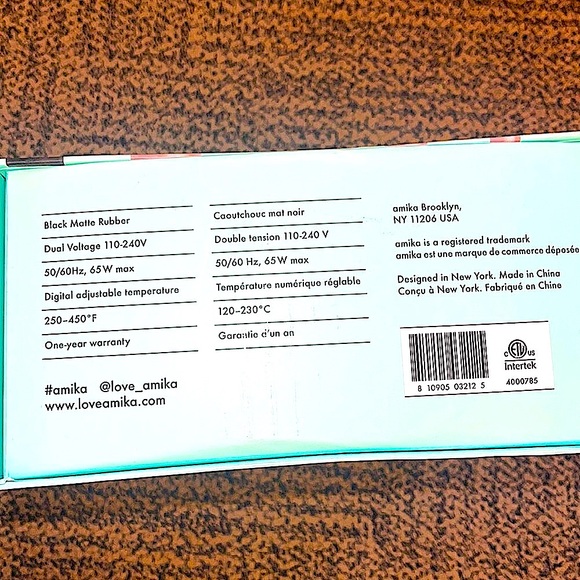 Black Matte Rubber
Dual Voltage 110-240V
50/60Hz, 65W max
Digital adjustable temperature
250–450°F
One-year warranty
#amika @love_amika
www.loveamika.com
Caoutchouc mat noir
Double tension 110-240 V
50/60 Hz, 65W max
Température numérique réglable
120–230°C
Garantie d'un an
amika Brooklyn,
NY 11206 USA
amika is a registered trademark
amika est une marque de commerce déposée
Designed in New York. Made in China
Conçu à New York. Fabriqué en Chine
8 10905 03212 5
c ETL us
Intertek
4000785